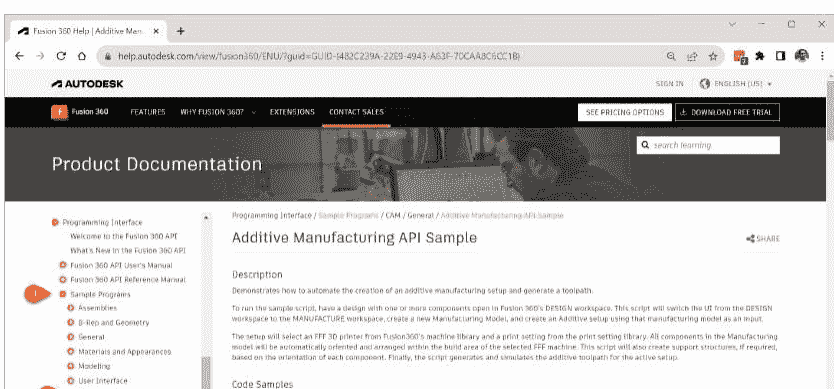 Fusion 360 Help | Additive Man
help.autodesk.com/view/fusion360/ENU/?guid=GUID-
AUTODESK
SIGN IN
ENGLISH (US)
Fusion 360
FEATURES
WHY FUSION 360?
EXTENSIONS
CONTACT SALES
SEE PRICING OPTIONS
DOWNLOAD FREE TRIAL
Product Documentation
search learning
Programming Interface
Welcome to the Fusion 360 API
What's New in the Fusion 360 API
Fusion 360 API User's Manual
Fusion 360 API Reference Manual
1
Sample Programs
Assemblies
B-Rep and Geometry
General
Materials and Appearances
Modeling
User Interface
Programming Interface / Sample Programs / CAM / General / Additive Manufacturing API Sample
Additive Manufacturing API Sample
SHARE
Description
Demonstrates how to automate the creation of an additive manufacturing setup and generate a toolpath.
To run the sample script, have a design with one or more components open in Fusion 360's DESIGN workspace. This script will switch the UI from the DESIGN
workspace to the MANUFACTURE workspace, create a new Manufacturing Model, and create an Additive setup using that manufacturing model as an input.
The setup will select an FFF 3D printer from Fusion360's machine library and a print setting from the print setting library. All components in the Manufacturing
model will be automatically oriented and arranged within the build area of the selected FFF machine. This script will also create support structures, if required,
based on the orientation of each component. Finally, the script generates and simulates the additive toolpath for the active setup.
Code Samples